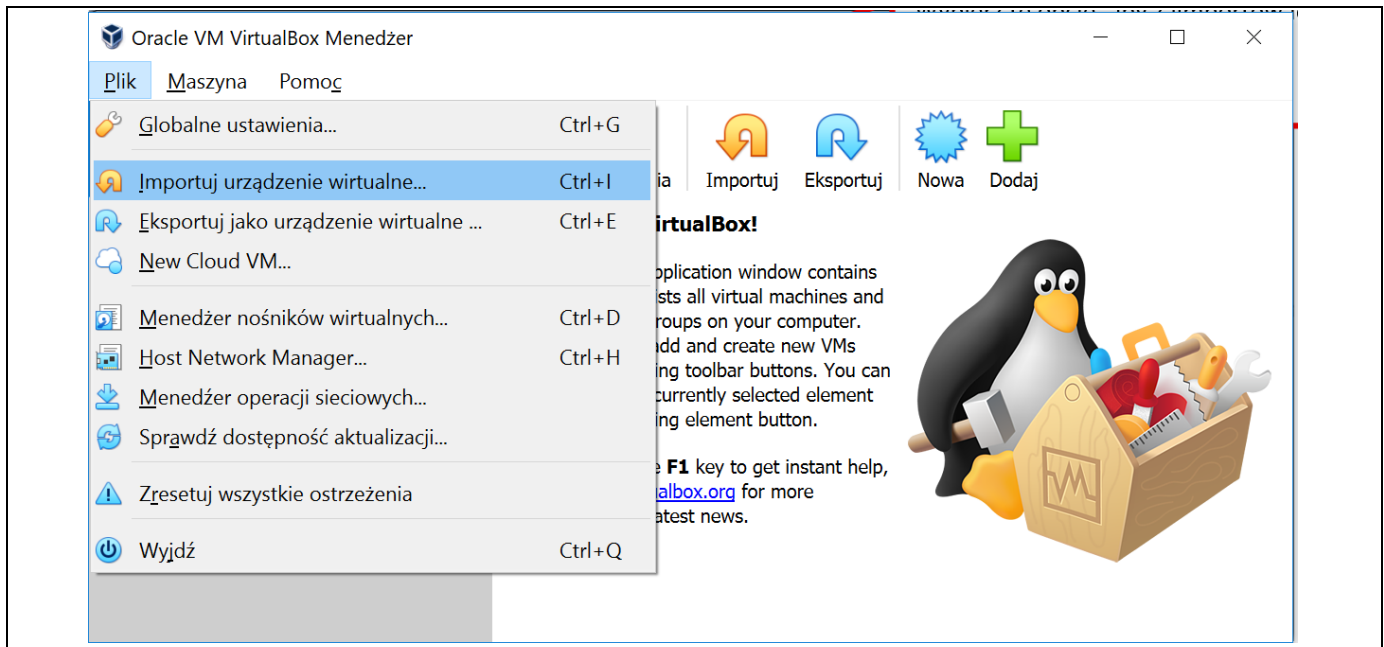 Oracle VM VirtualBox Menedżer
Plik Maszyna Pomoc
Globalne ustawienia... Ctrl+G
Importuj urządzenie wirtualne... Ctrl+I
Eksportuj jako urządzenie wirtualne ... Ctrl+E
New Cloud VM...
Menedżer nośników wirtualnych... Ctrl+D
Host Network Manager... Ctrl+H
Menedżer operacji sieciowych...
Sprawdź dostępność aktualizacji...
Zresetuj wszystkie ostrzeżenia
Wyjdź Ctrl+Q
ia Importuj Eksportuj Nowa Dodaj
irtualBox!
pplication window contains
ists all virtual machines and
roups on your computer.
add and create new VMs
ing toolbar buttons. You can
currently selected element
ing element button.
e F1 key to get instant help,
ualbox.org for more
atest news.